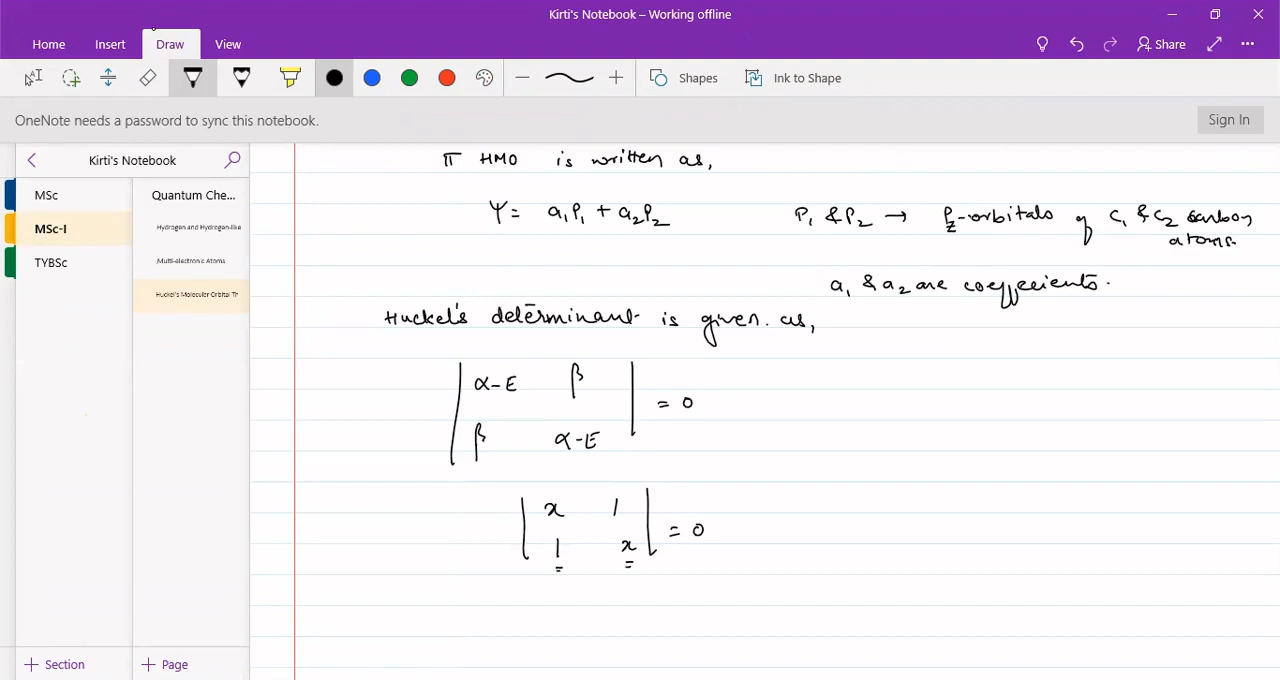 Kirti's Notebook – Working offline
Home Insert Draw View
Share
Shapes Ink to Shape
OneNote needs a password to sync this notebook.
Sign In
Kirti's Notebook
MSc
MSc-I
TYBSc
Quantum Che...
Hydrogen and Hydrogen-like
Multi-electronic Atoms
Huckel's Molecular Orbital Th
+ Section
+ Page
π HMO is written as,
Ψ = a₁P₁ + a₂P₂ P₁ & P₂ → Pz-orbitals of C₁ & C₂ carbon
atoms.
a₁ & a₂ are coeffecients.
Huckel's determinant is given as,
| α-E β |
| β α-E | = 0
| x 1 |
| 1 x | = 0